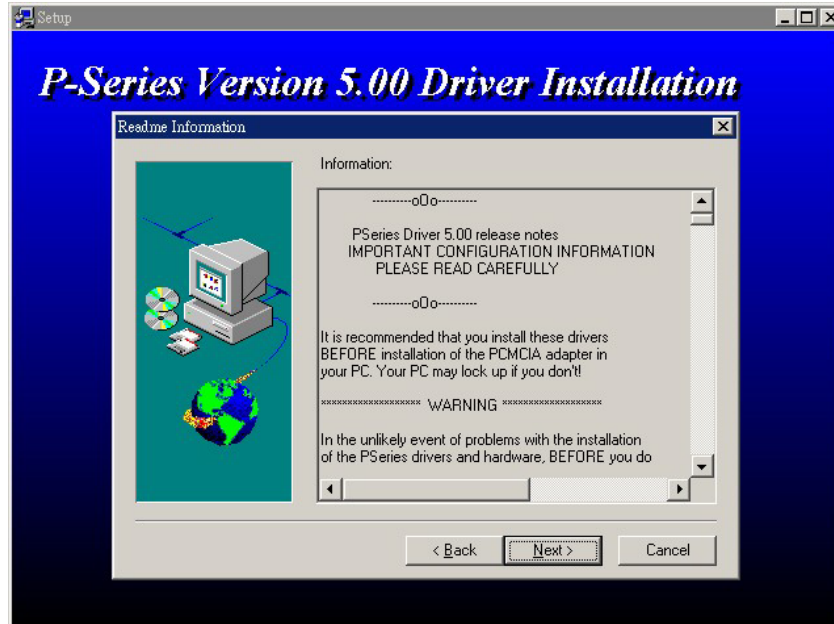 Setup
P-Series Version 5.00 Driver Installation
Readme Information
Information:
----------oOo----------
PSeries Driver 5.00 release notes
IMPORTANT CONFIGURATION INFORMATION
PLEASE READ CAREFULLY
----------oOo----------
It is recommended that you install these drivers
BEFORE installation of the PCMCIA adapter in
your PC. Your PC may lock up if you don't!
******************** WARNING ********************
In the unlikely event of problems with the installation
of the PSeries drivers and hardware, BEFORE you do
< Back
Next >
Cancel